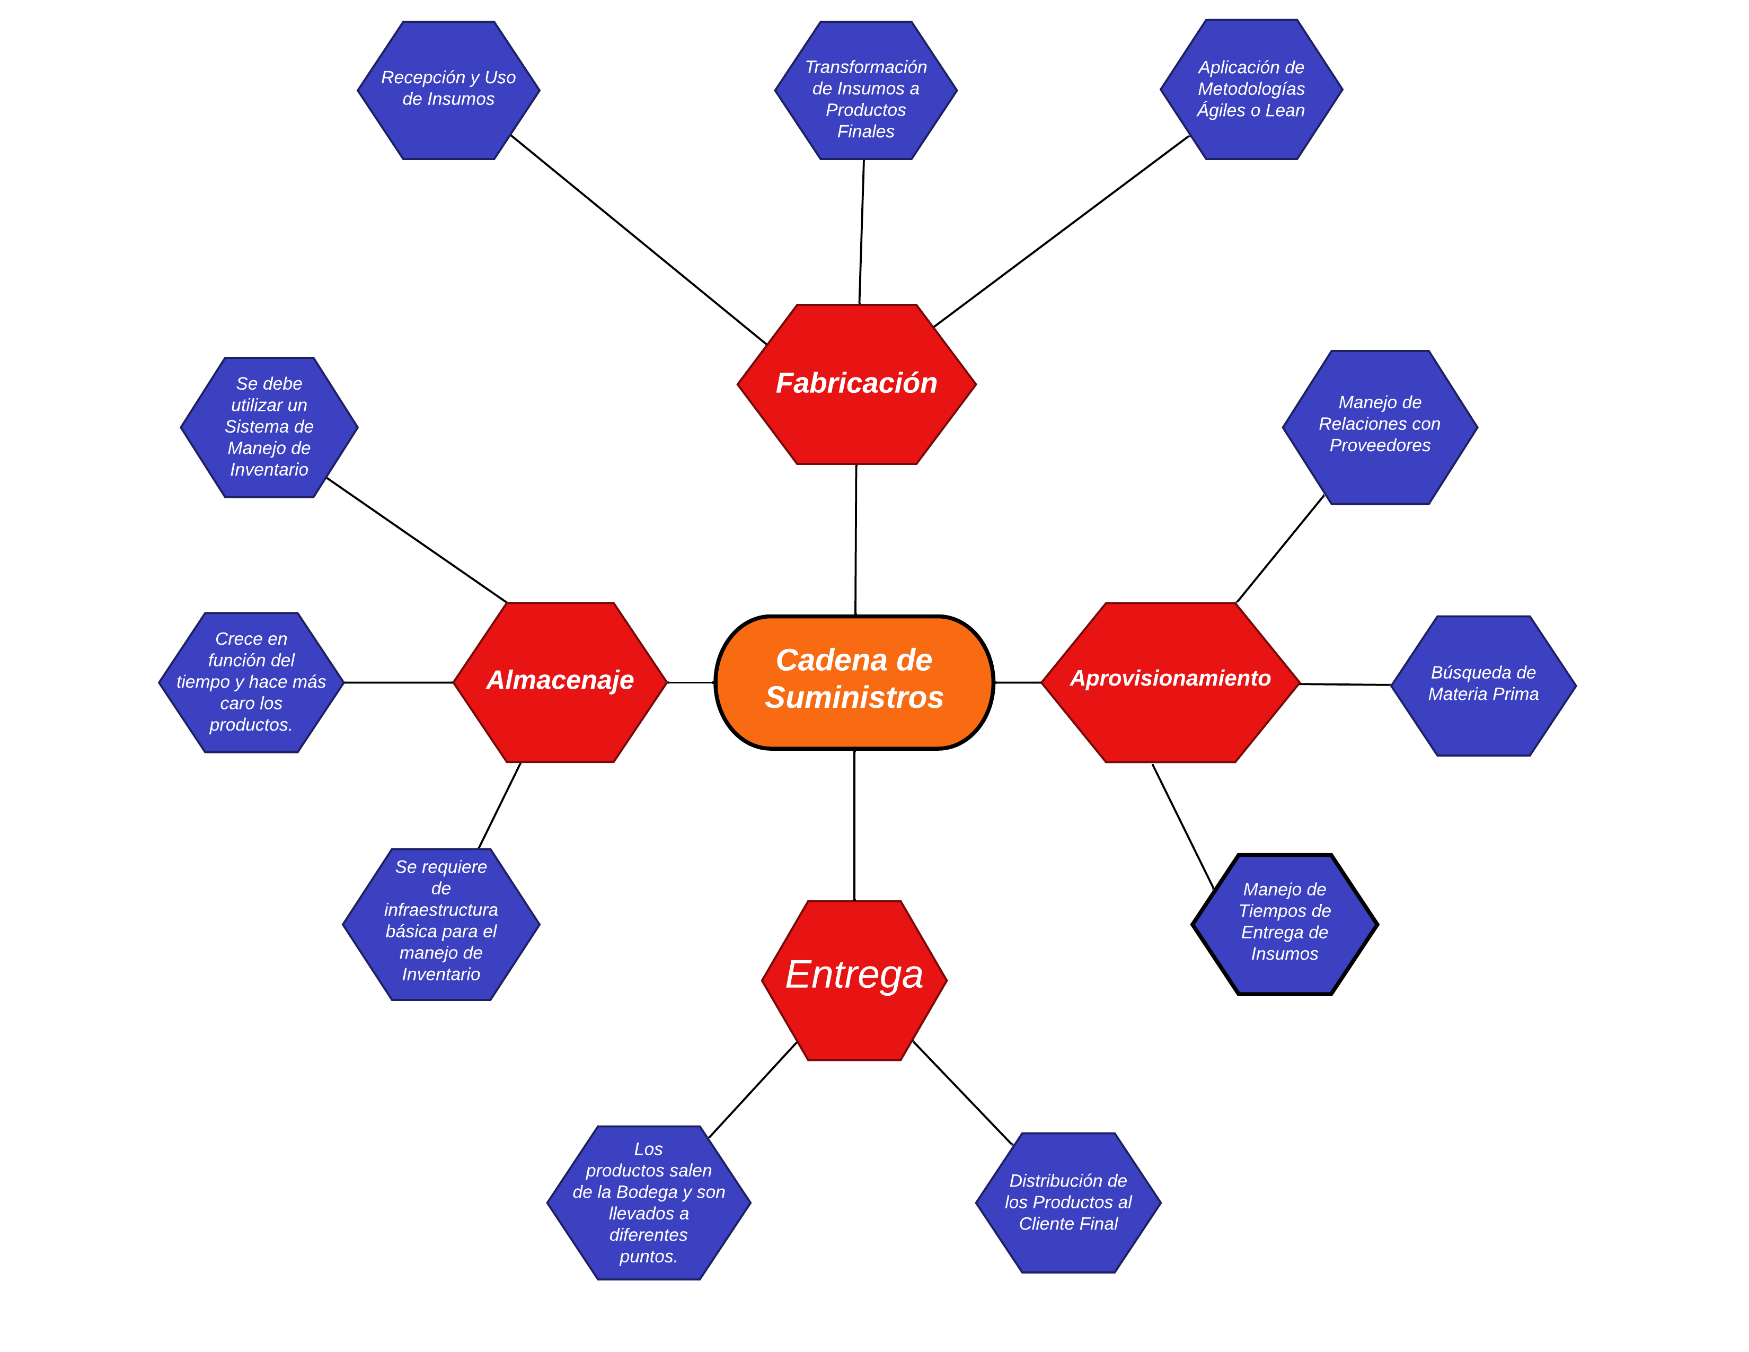 Recepción y Uso
de Insumos
Transformación
de Insumos a
Productos
Finales
Aplicación de
Metodologías
Ágiles o Lean
Fabricación
Se debe
utilizar un
Sistema de
Manejo de
Inventario
Manejo de
Relaciones con
Proveedores
Crece en
función del
tiempo y hace más
caro los
productos.
Almacenaje
Cadena de
Suministros
Aprovisionamiento
Búsqueda de
Materia Prima
Se requiere
de
infraestructura
básica para el
manejo de
Inventario
Entrega
Manejo de
Tiempos de
Entrega de
Insumos
Los
productos salen
de la Bodega y son
llevados a
diferentes
puntos.
Distribución de
los Productos al
Cliente Final